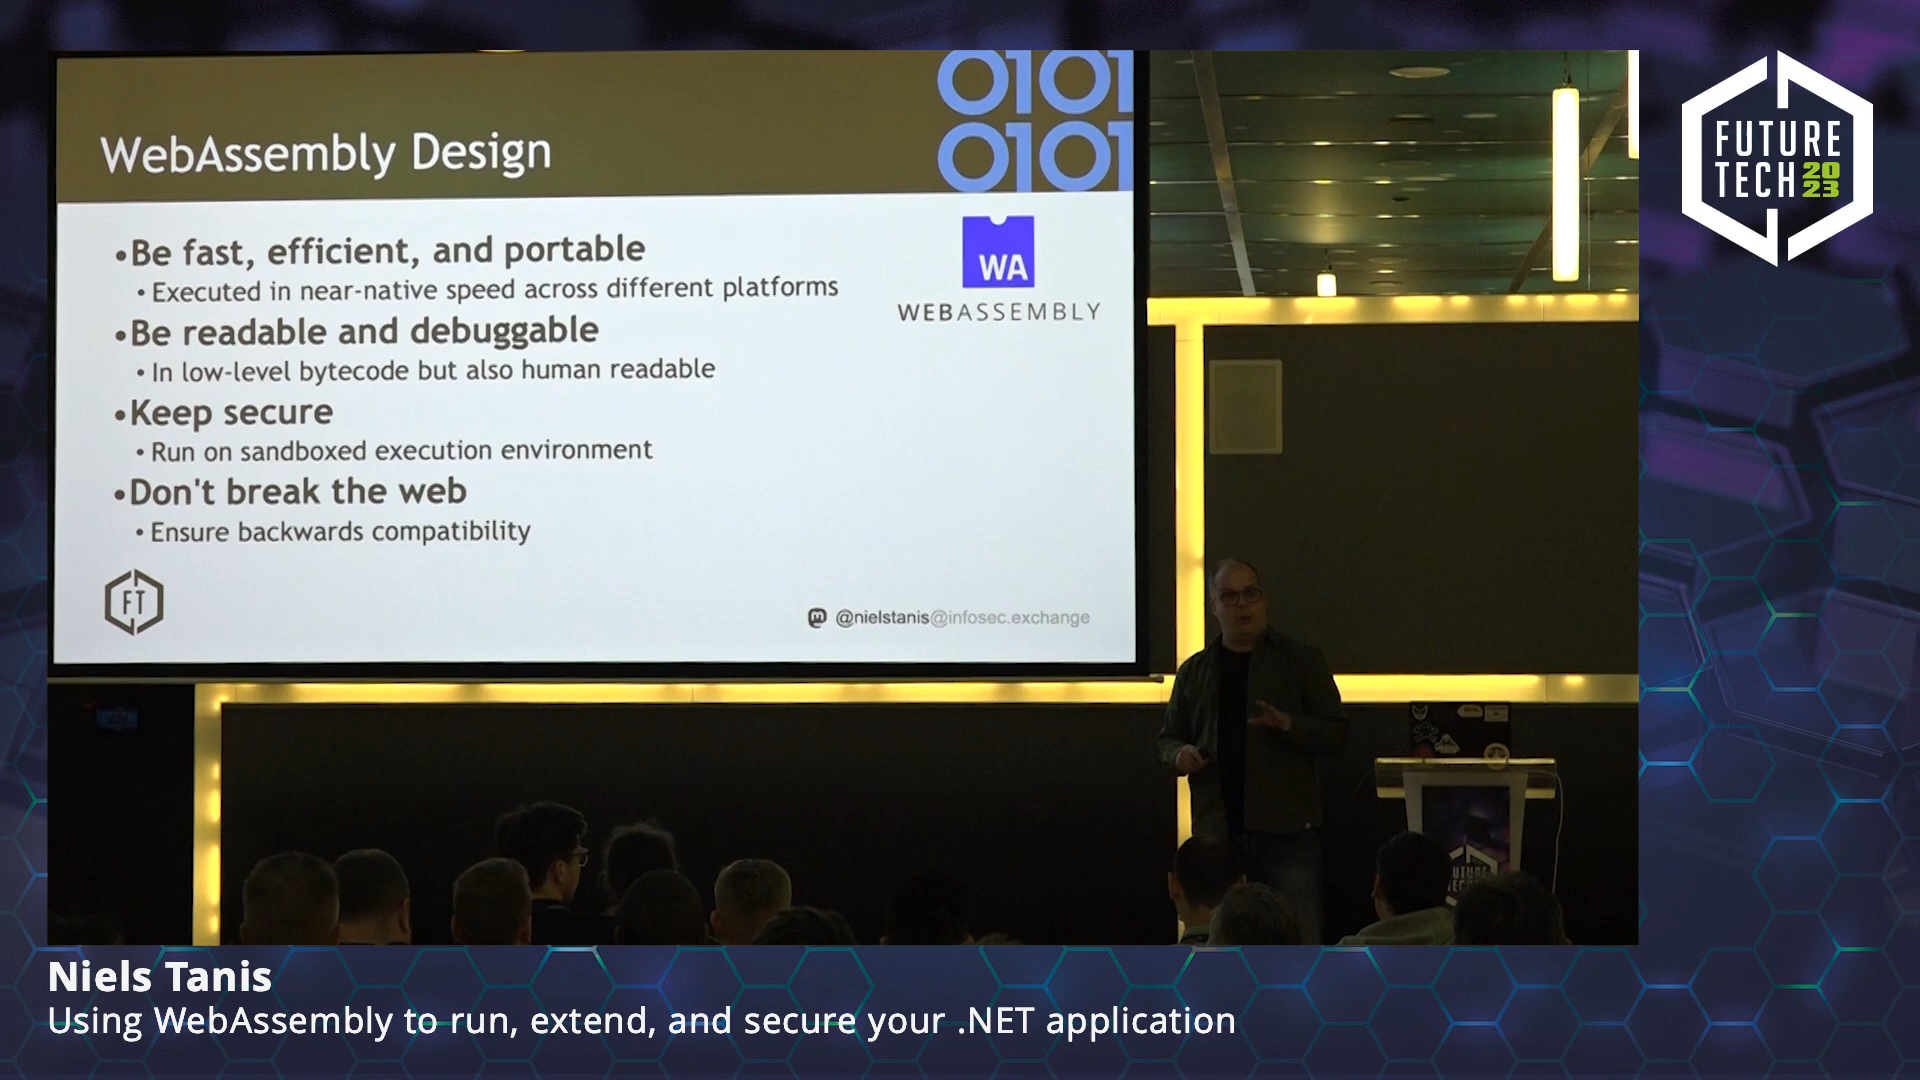 WebAssembly Design
•Be fast, efficient, and portable
• Executed in near-native speed across different platforms
•Be readable and debuggable
• In low-level bytecode but also human readable
•Keep secure
• Run on sandboxed execution environment
•Don't break the web
• Ensure backwards compatibility
0101
0101
WA
WEBASSEMBLY
FT
@nielstanis@infosec.exchange
FUTURE
TECH 20
23
Niels Tanis
Using WebAssembly to run, extend, and secure your .NET application